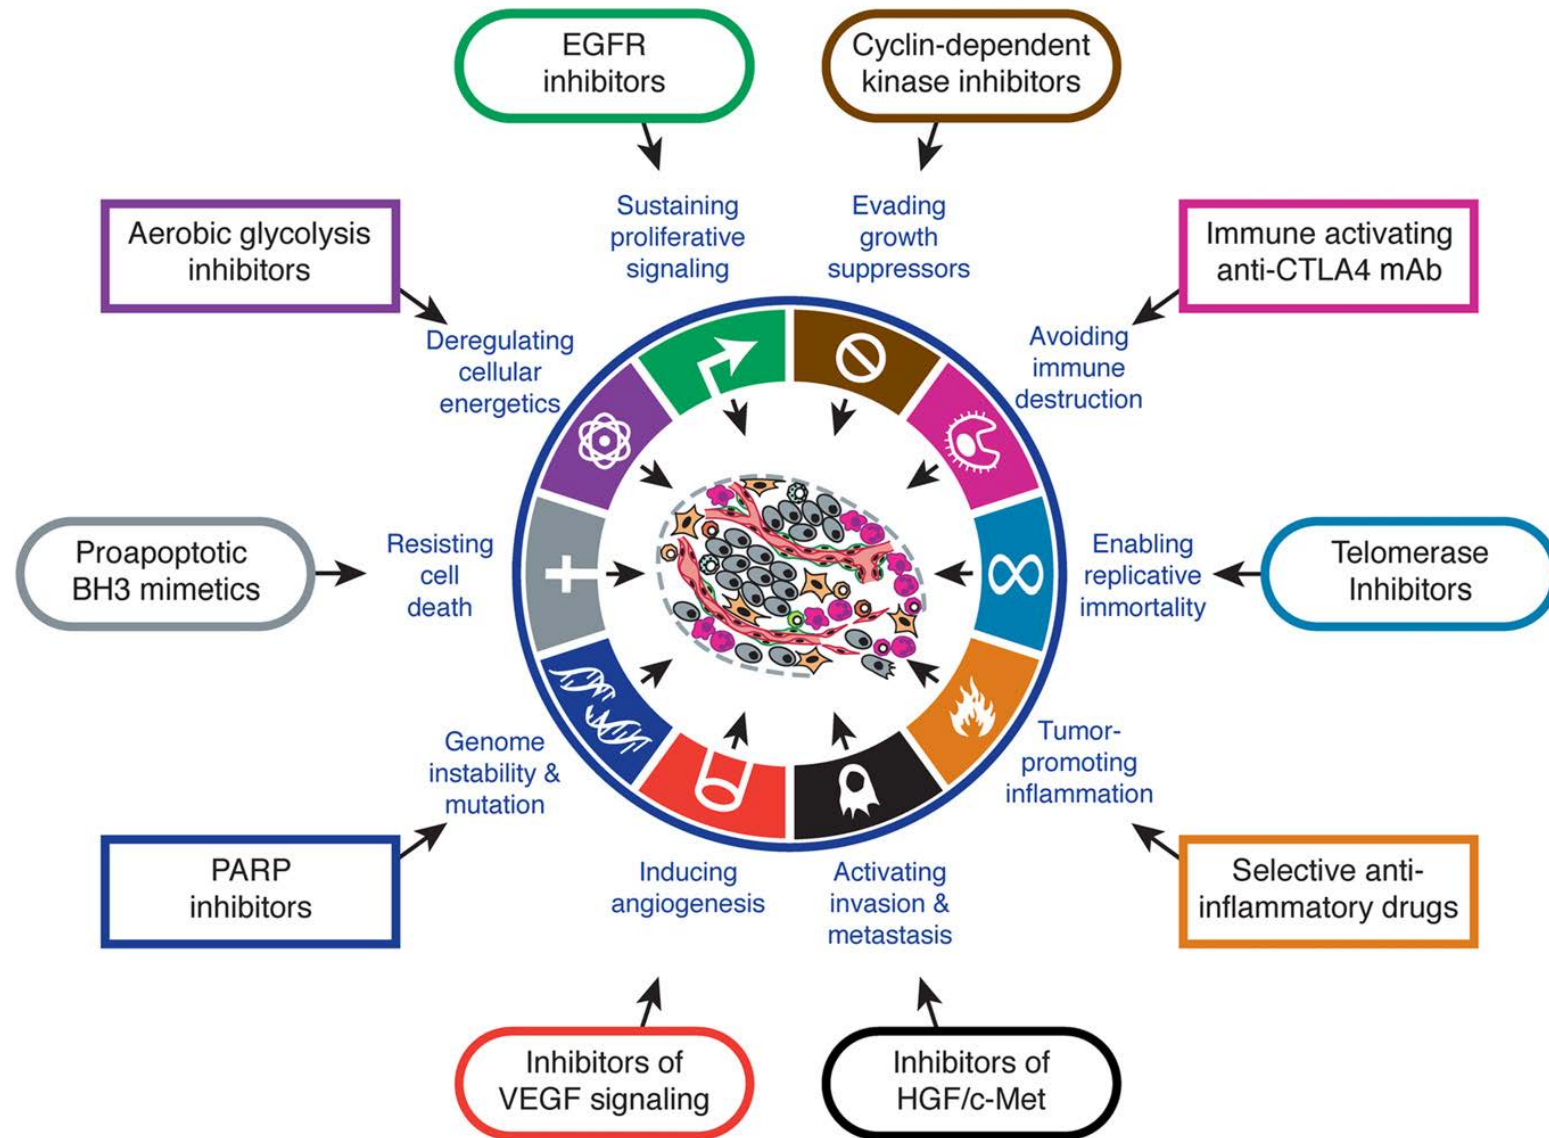 EGFR
inhibitors
Cyclin-dependent
kinase inhibitors
Sustaining
proliferative
signaling
Evading
growth
suppressors
Aerobic glycolysis
inhibitors
Immune activating
anti-CTLA4 mAb
Deregulating
cellular
energetics
Avoiding
immune
destruction
Proapoptotic
BH3 mimetics
Resisting
cell
death
Enabling
replicative
immortality
Telomerase
Inhibitors
Genome
instability &
mutation
Tumor-
promoting
inflammation
PARP
inhibitors
Inducing
angiogenesis
Activating
invasion &
metastasis
Selective anti-
inflammatory drugs
Inhibitors of
VEGF signaling
Inhibitors of
HGF/c-Met